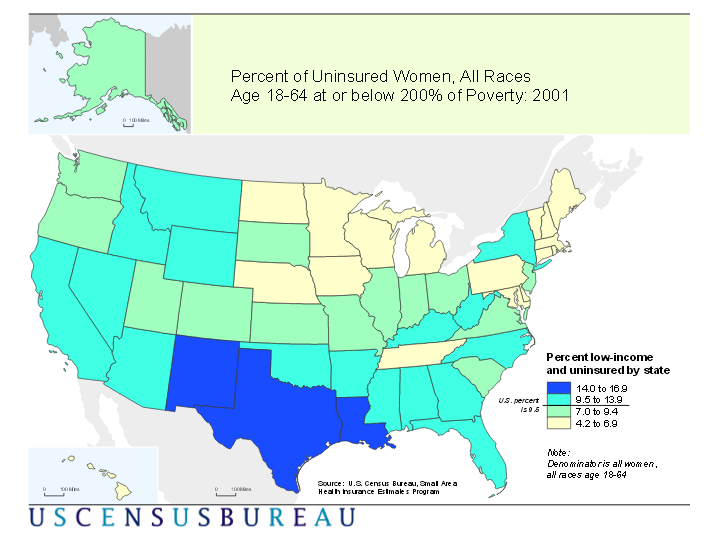 Percent of Uninsured Women, All Races
Age 18-64 at or below 200% of Poverty: 2001
0 100 Miles
Percent low-income
and uninsured by state
14.0 to 16.9
9.5 to 13.9
7.0 to 9.4
4.2 to 6.9
U.S. percent
is 9.5
Note:
Denominator is all women,
all races age 18-64
0 100 Miles
0 100 Miles
Source: U.S. Census Bureau, Small Area
Health Insurance Estimates Program
USCENSUSBUREAU